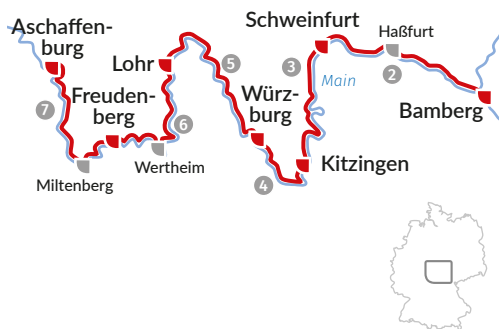 Aschaffen-
burg
Schweinfurt
Haßfurt
Lohr
5
3
2
Main
7
Freuden-
berg
Würz-
burg
Bamberg
6
Wertheim
Kitzingen
Miltenberg
4